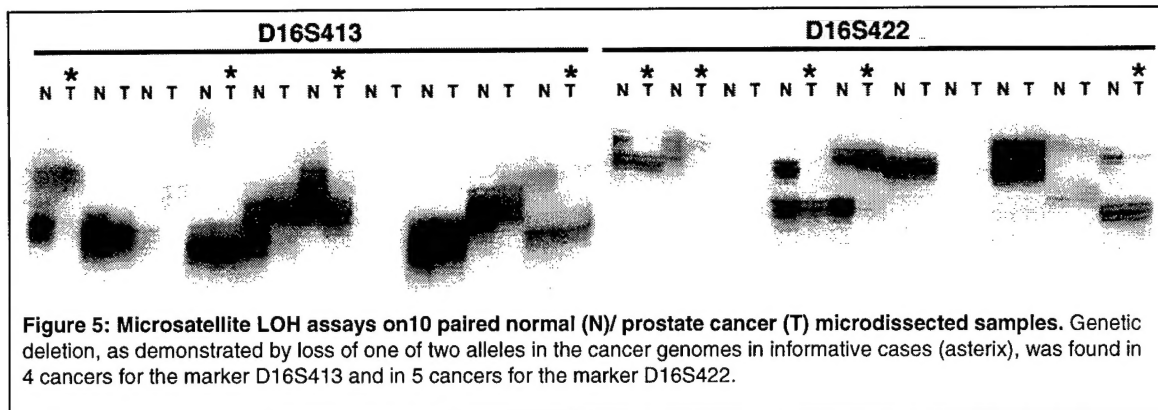 D16S413 D16S422
* * * * * * * * *
N T N T N T N T N T N T N T N T N T N T N T N T N T N T N T N T N T N T N T N T
Figure 5: Microsatellite LOH assays on10 paired normal (N)/ prostate cancer (T) microdissected samples. Genetic
deletion, as demonstrated by loss of one of two alleles in the cancer genomes in informative cases (asterix), was found in
4 cancers for the marker D16S413 and in 5 cancers for the marker D16S422.